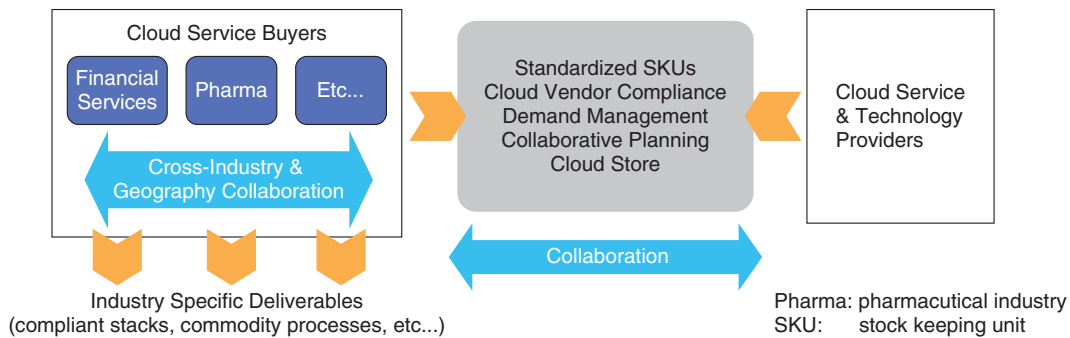 Cloud Service Buyers
Financial
Services
Pharma
Etc...
Cross-Industry &
Geography Collaboration
Industry Specific Deliverables
(compliant stacks, commodity processes, etc...)
Standardized SKUs
Cloud Vendor Compliance
Demand Management
Collaborative Planning
Cloud Store
Collaboration
Cloud Service
& Technology
Providers
Pharma: pharmacutical industry
SKU: stock keeping unit